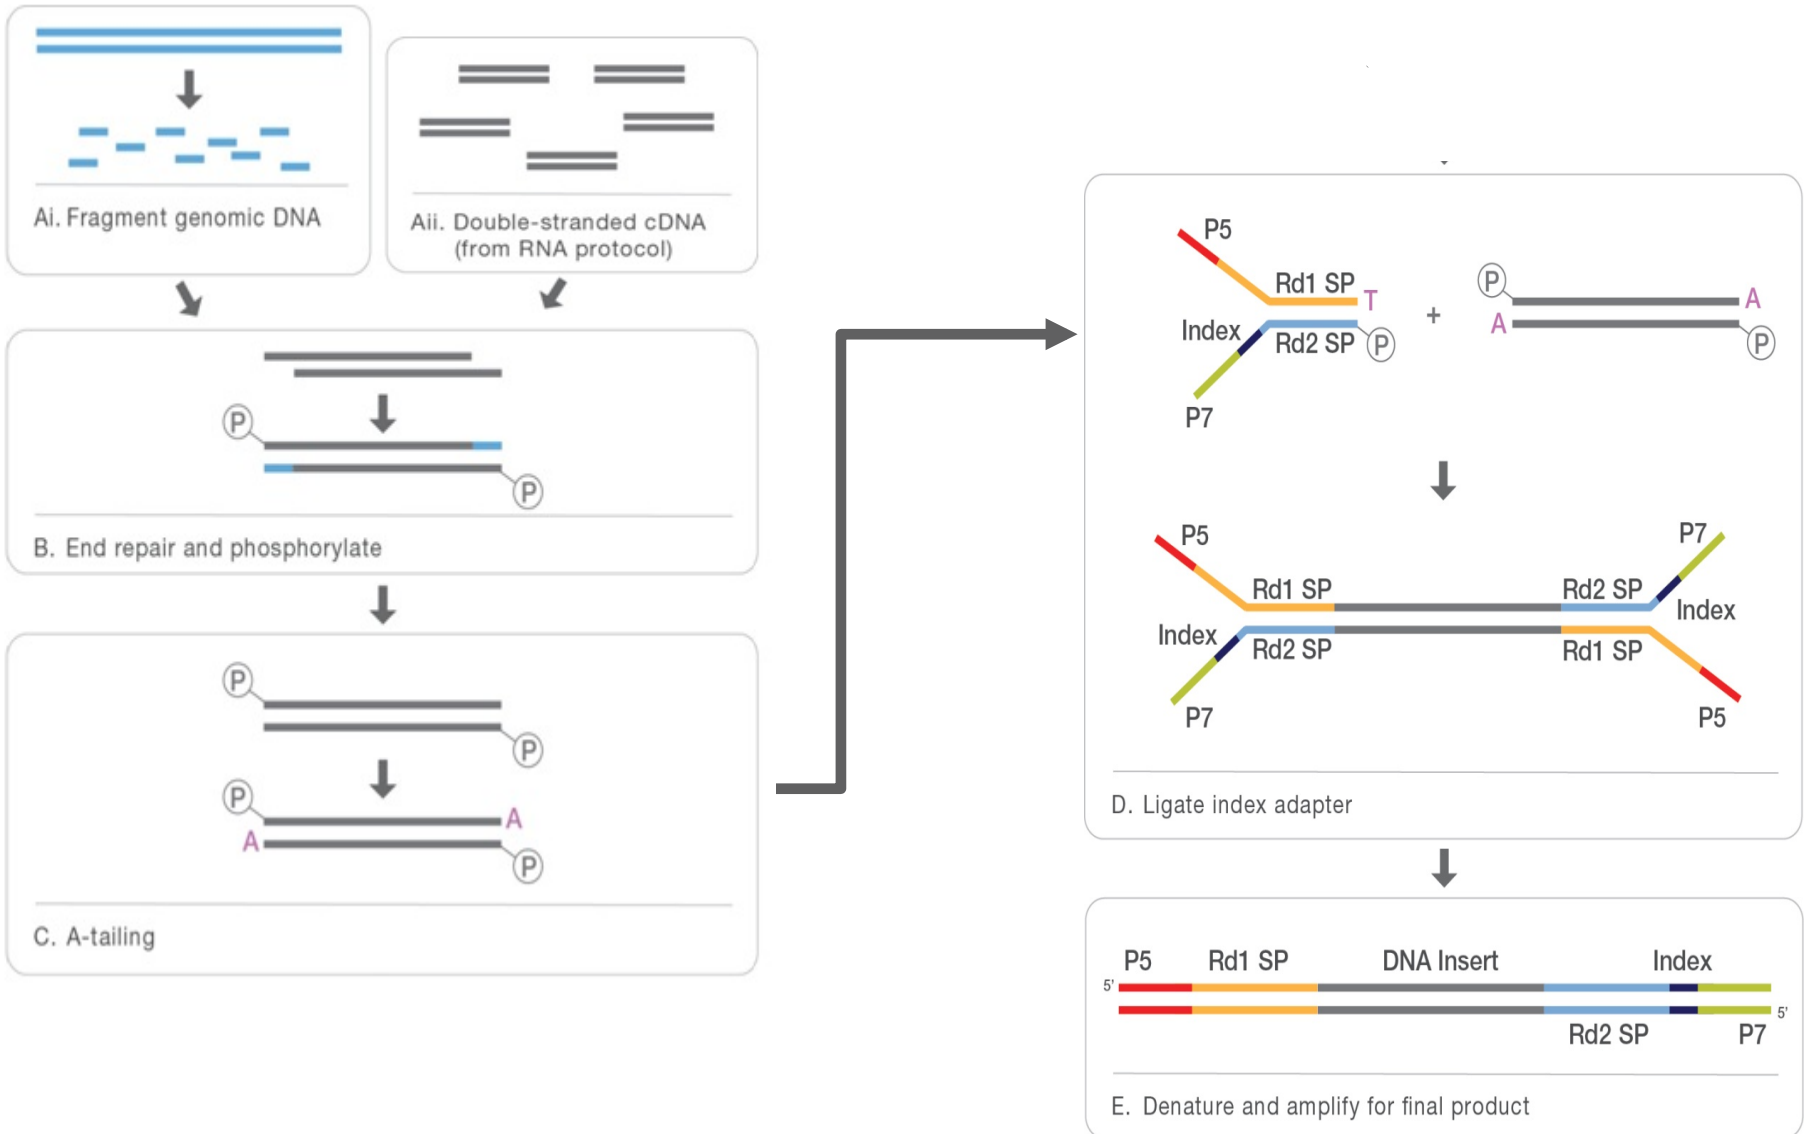 Ai. Fragment genomic DNA
Aii. Double-stranded cDNA
(from RNA protocol)
P
P
B. End repair and phosphorylate
P
P
P
A
A
P
C. A-tailing
P5
Rd1 SP
T
Index
Rd2 SP
P
P7
+
P
A
A
P
P5
P7
Rd1 SP
Rd2 SP
Index
Index
Rd2 SP
Rd1 SP
P7
P5
D. Ligate index adapter
P5
Rd1 SP
DNA Insert
Index
5'
5'
Rd2 SP
P7
E. Denature and amplify for final product